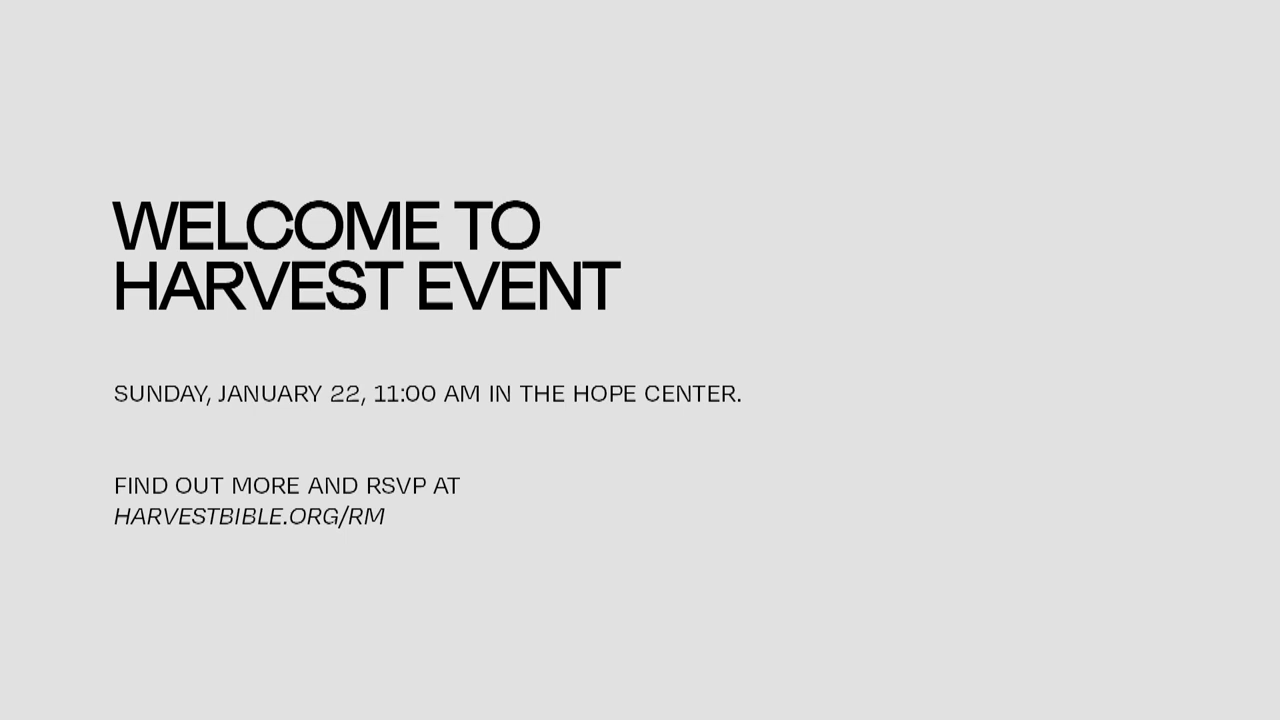 WELCOME TO
HARVEST EVENT
SUNDAY, JANUARY 22, 11:00 AM IN THE HOPE CENTER.
FIND OUT MORE AND RSVP AT
HARVESTBIBLE.ORG/RM